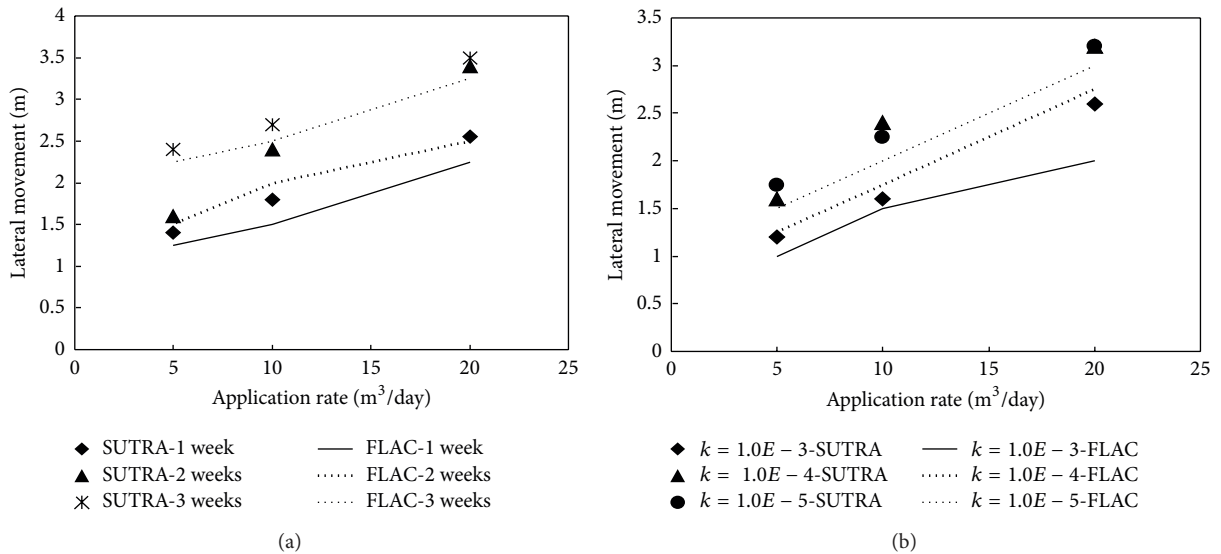 4
3.5
3
2.5
2
1.5
1
0.5
0
Lateral movement (m)
0 5 10 15 20 25
Application rate (m³/day)
SUTRA-1 week FLAC-1 week
SUTRA-2 weeks FLAC-2 weeks
SUTRA-3 weeks FLAC-3 weeks
(a)
3.5
3
2.5
2
1.5
1
0.5
0
Lateral movement (m)
0 5 10 15 20 25
Application rate (m³/day)
k = 1.0E − 3-SUTRA k = 1.0E − 3-FLAC
k = 1.0E − 4-SUTRA k = 1.0E − 4-FLAC
k = 1.0E − 5-SUTRA k = 1.0E − 5-FLAC
(b)